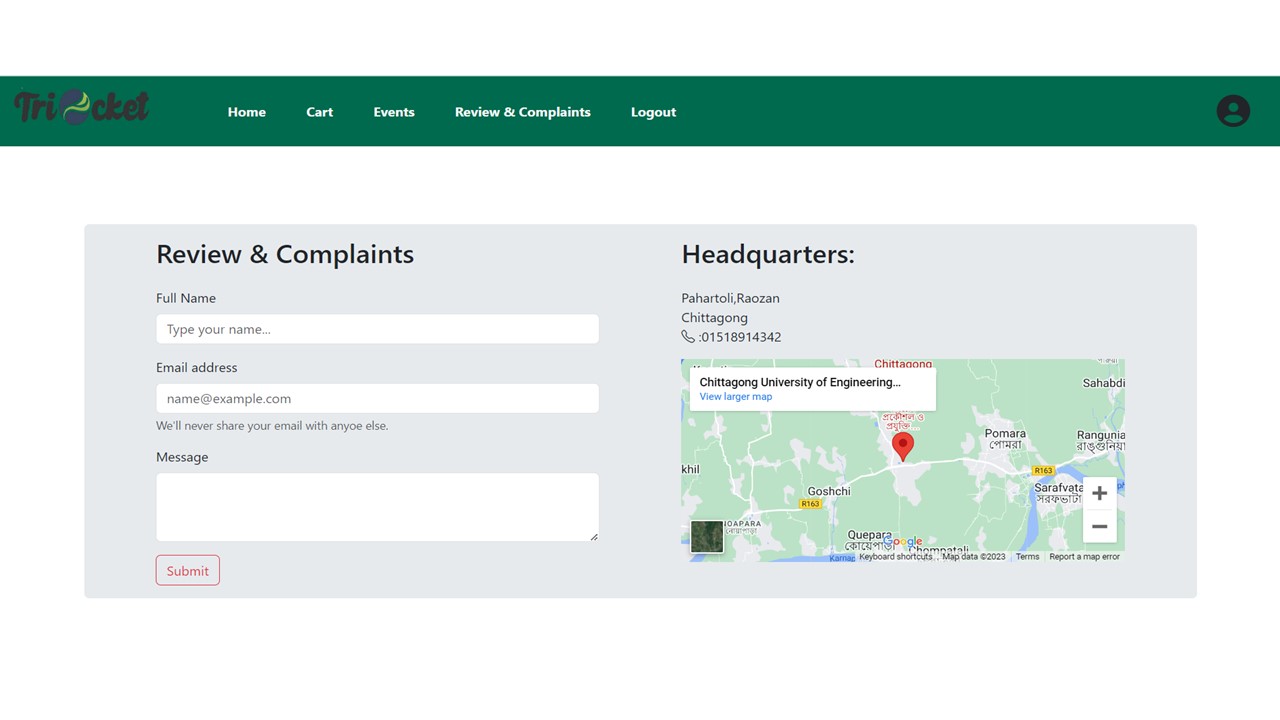 Tri cket
Home Cart Events Review & Complaints Logout
Review & Complaints
Full Name
Type your name...
Email address
name@example.com
We'll never share your email with anyoe else.
Message
Submit
Headquarters:
Pahartoli,Raozan
Chittagong
:01518914342
Chittagong
Chittagong University of Engineering...
View larger map
Sahabdi
প্রকৌশল ও
প্রযুক্তি...
Pomara
পোমরা
Rangunia
রাঙ্গুনিয়া
khil
R163
Goshchi
R163
Sarafvata
সরফভাটা
+
−
NOAPARA
নোয়াপাড়া
Quepara
কোয়েপাড়া
Google
Chompatali
Keyboard shortcuts Map data ©2023 Terms Report a map error